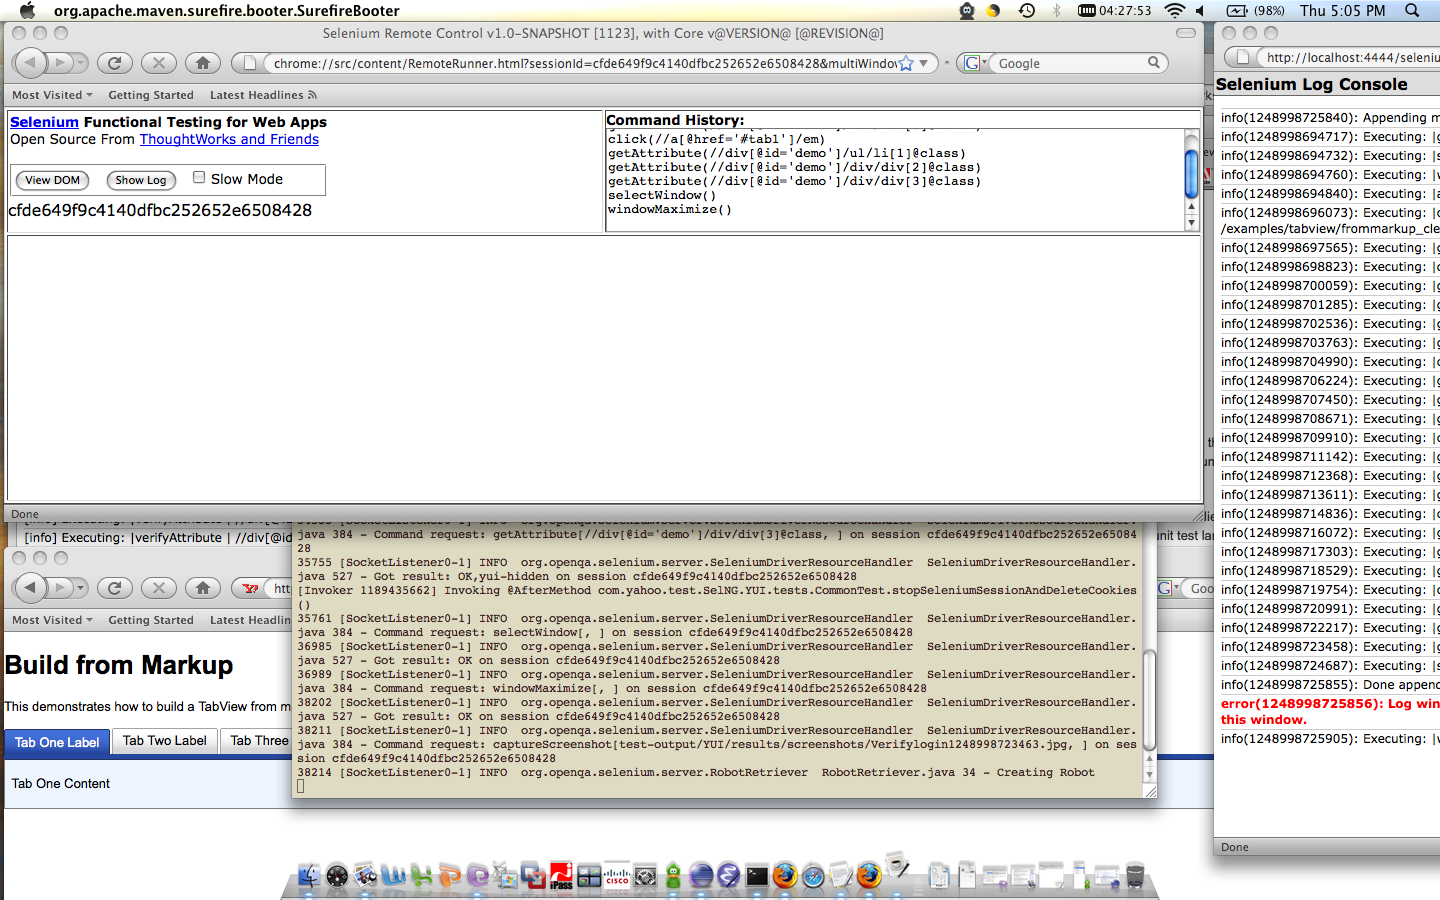 org.apache.maven.surefire.booter.SurefireBooter
04:27:53
(98%)
Thu 5:05 PM
Selenium Remote Control v1.0-SNAPSHOT [1123], with Core v@VERSION@ [@REVISION@]
chrome://src/content/RemoteRunner.html?sessionId=cfde649f9c4140dfbc252652e6508428&multiWindow
Google
Most Visited
Getting Started
Latest Headlines
Selenium Functional Testing for Web Apps
Open Source From ThoughtWorks and Friends
View DOM
Show Log
Slow Mode
cfde649f9c4140dfbc252652e6508428
Command History:
click(//a[@href='#tab1']/em)
getAttribute(//div[@id='demo']/ul/li[1]@class)
getAttribute(//div[@id='demo']/div/div[2]@class)
getAttribute(//div[@id='demo']/div/div[3]@class)
selectWindow()
windowMaximize()
Done
http://localhost:4444/seleniu
Selenium Log Console
info(1248998725840): Appending m
info(1248998694717): Executing: |g
info(1248998694732): Executing: |s
info(1248998694760): Executing: |w
info(1248998694840): Executing: |a
info(1248998696073): Executing: |o
/examples/tabview/frommarkup_cle
info(1248998697565): Executing: |g
info(1248998698823): Executing: |c
info(1248998700059): Executing: |g
info(1248998701285): Executing: |g
info(1248998702536): Executing: |g
info(1248998703763): Executing: |g
info(1248998704990): Executing: |c
info(1248998706224): Executing: |g
info(1248998707450): Executing: |g
info(1248998708671): Executing: |g
info(1248998709910): Executing: |c
info(1248998711142): Executing: |g
info(1248998712368): Executing: |g
info(1248998713611): Executing: |g
info(1248998714836): Executing: |c
info(1248998716072): Executing: |g
info(1248998717303): Executing: |g
info(1248998718529): Executing: |g
info(1248998719754): Executing: |c
info(1248998720991): Executing: |g
info(1248998722217): Executing: |g
info(1248998723458): Executing: |g
info(1248998724687): Executing: |s
info(1248998725855): Done appenc
error(1248998725856): Log win
this window.
info(1248998725905): Executing: |w
Done
[info] Executing: |verifyAttribute | //div[@id
java 384 - Command request: getAttribute[//div[@id='demo']/div/div[3]@class, ] on session cfde649f9c4140dfbc252652e65084
28
35755 [SocketListener0-1] INFO org.openqa.selenium.server.SeleniumDriverResourceHandler SeleniumDriverResourceHandler.
java 527 - Got result: OK,yui-hidden on session cfde649f9c4140dfbc252652e6508428
[Invoker 1189435662] Invoking @AfterMethod com.yahoo.test.SelNG.YUI.tests.CommonTest.stopSeleniumSessionAndDeleteCookies
()
35761 [SocketListener0-1] INFO org.openqa.selenium.server.SeleniumDriverResourceHandler SeleniumDriverResourceHandler.
java 384 - Command request: selectWindow[, ] on session cfde649f9c4140dfbc252652e6508428
36985 [SocketListener0-1] INFO org.openqa.selenium.server.SeleniumDriverResourceHandler SeleniumDriverResourceHandler.
java 527 - Got result: OK on session cfde649f9c4140dfbc252652e6508428
36989 [SocketListener0-1] INFO org.openqa.selenium.server.SeleniumDriverResourceHandler SeleniumDriverResourceHandler.
java 384 - Command request: windowMaximize[, ] on session cfde649f9c4140dfbc252652e6508428
38202 [SocketListener0-1] INFO org.openqa.selenium.server.SeleniumDriverResourceHandler SeleniumDriverResourceHandler.
java 527 - Got result: OK on session cfde649f9c4140dfbc252652e6508428
38211 [SocketListener0-1] INFO org.openqa.selenium.server.SeleniumDriverResourceHandler SeleniumDriverResourceHandler.
java 384 - Command request: captureScreenshot[test-output/YUI/results/screenshots/Verifylogin1248998723463.jpg, ] on ses
sion cfde649f9c4140dfbc252652e6508428
38214 [SocketListener0-1] INFO org.openqa.selenium.server.RobotRetriever RobotRetriever.java 34 - Creating Robot
unit test lan
htt
Goo
Most Visited
Getting Started
Latest Headlin
Build from Markup
This demonstrates how to build a TabView from m
Tab One Label
Tab Two Label
Tab Three
Tab One Content
iPass
CISCO